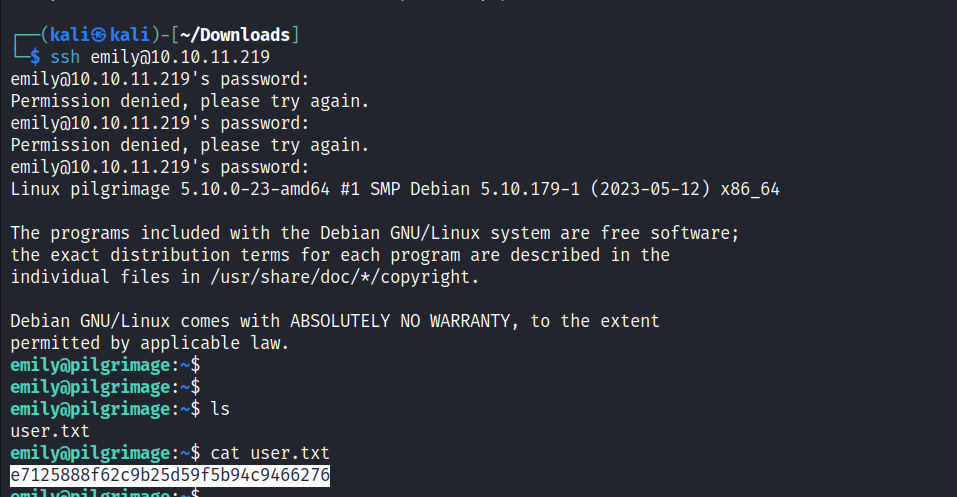 ┌──(kali㉿kali)-[~/Downloads]
└─$ ssh emily@10.10.11.219
emily@10.10.11.219's password:
Permission denied, please try again.
emily@10.10.11.219's password:
Permission denied, please try again.
emily@10.10.11.219's password:
Linux pilgrimage 5.10.0-23-amd64 #1 SMP Debian 5.10.179-1 (2023-05-12) x86_64
The programs included with the Debian GNU/Linux system are free software;
the exact distribution terms for each program are described in the
individual files in /usr/share/doc/*/copyright.
Debian GNU/Linux comes with ABSOLUTELY NO WARRANTY, to the extent
permitted by applicable law.
emily@pilgrimage:~$
emily@pilgrimage:~$
emily@pilgrimage:~$ ls
user.txt
emily@pilgrimage:~$ cat user.txt
e7125888f62c9b25d59f5b94c9466276
emily@pilgrimage:~$